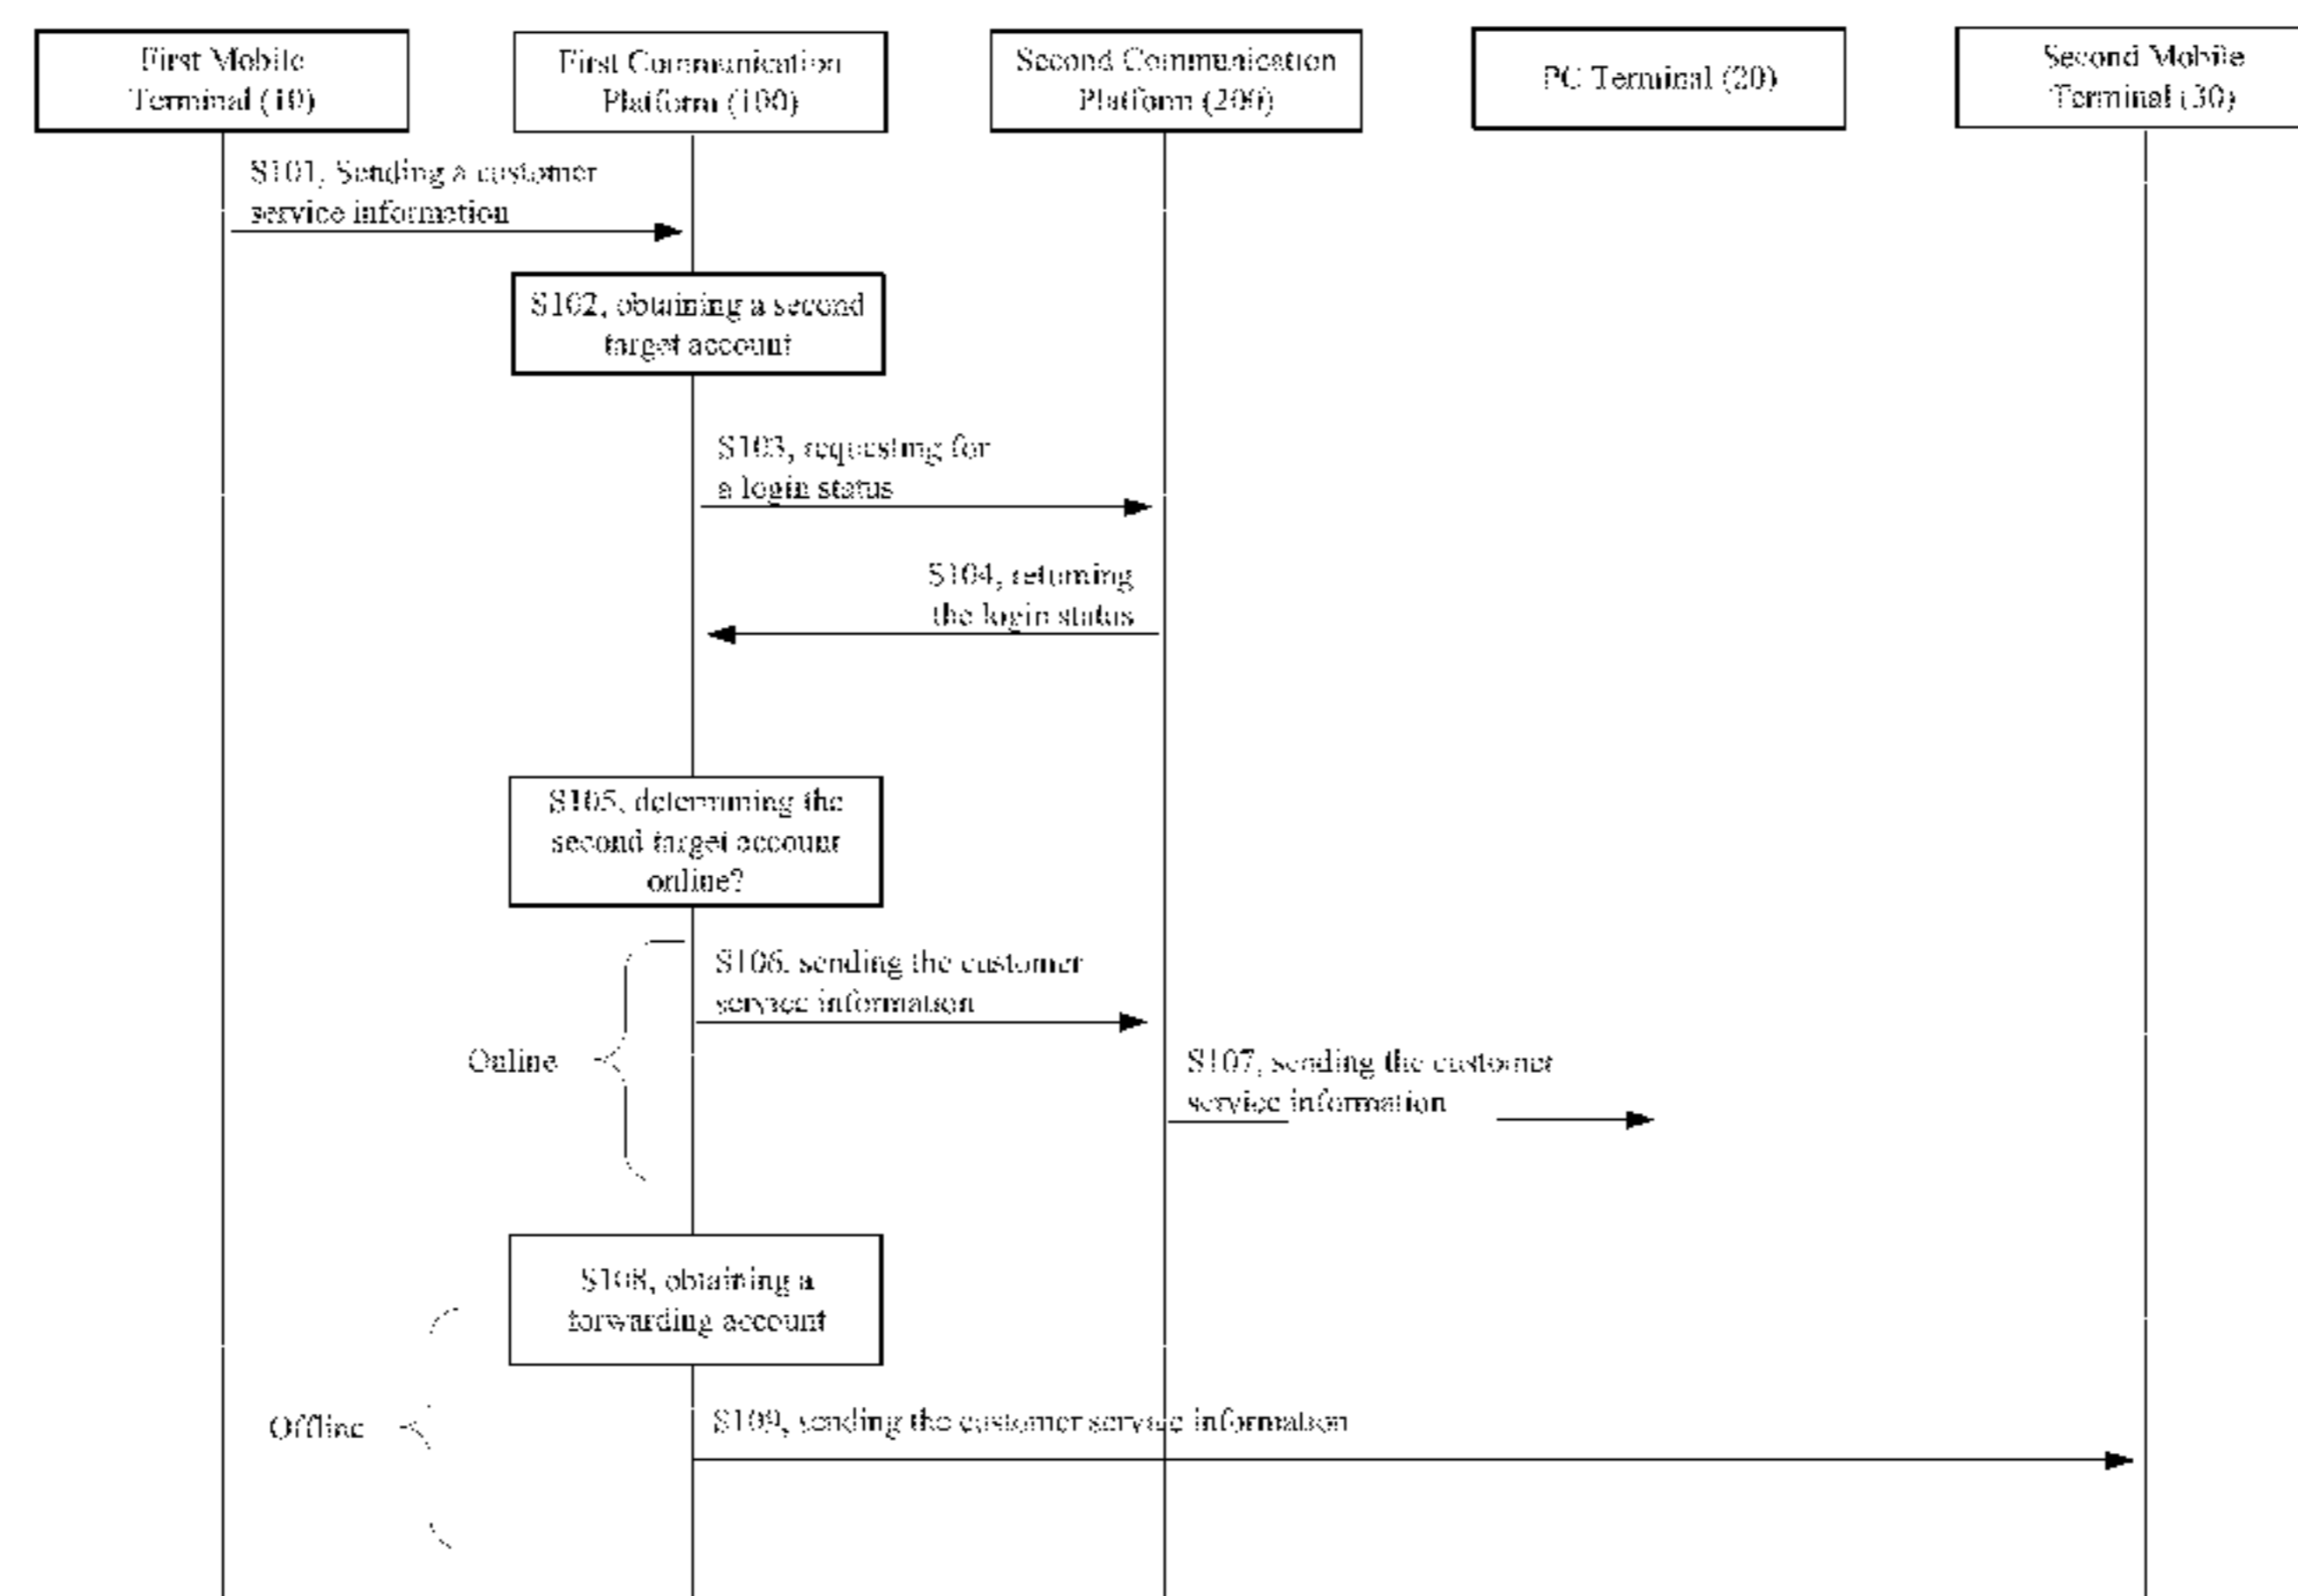 First Mobile
Terminal (10)
First Communication
Platform (100)
Second Communication
Platform (200)
PC Terminal (20)
Second Mobile
Terminal (30)
S101, Sending a customer
service information
S102, obtaining a second
target account
S103, requesting for
a login status
S104, returning
the login status
S105, determining the
second target account
online?
S106, sending the customer
service information
Online
S107, sending the customer
service information
S108, obtaining a
forwarding account
Offline
S109, sending the customer service information